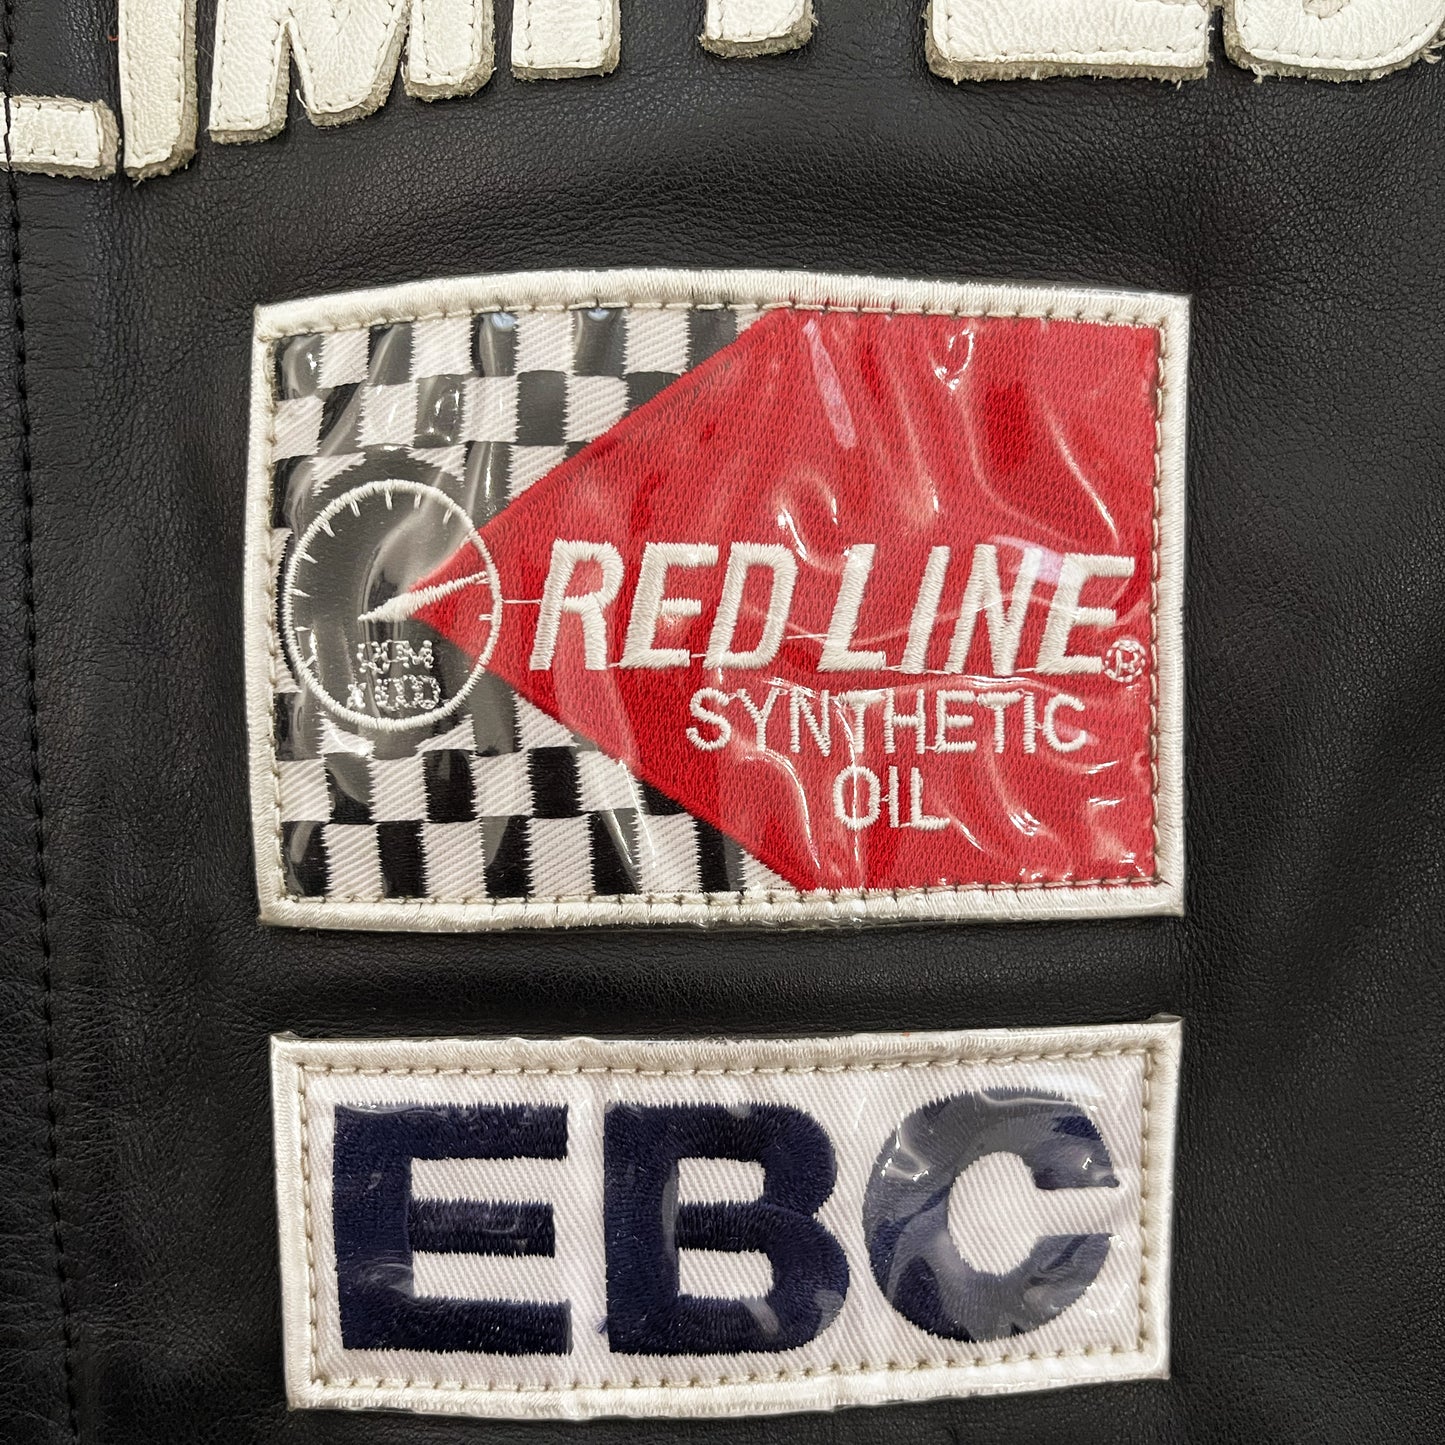 RED LINE®
SYNTHETIC
OIL
EBC